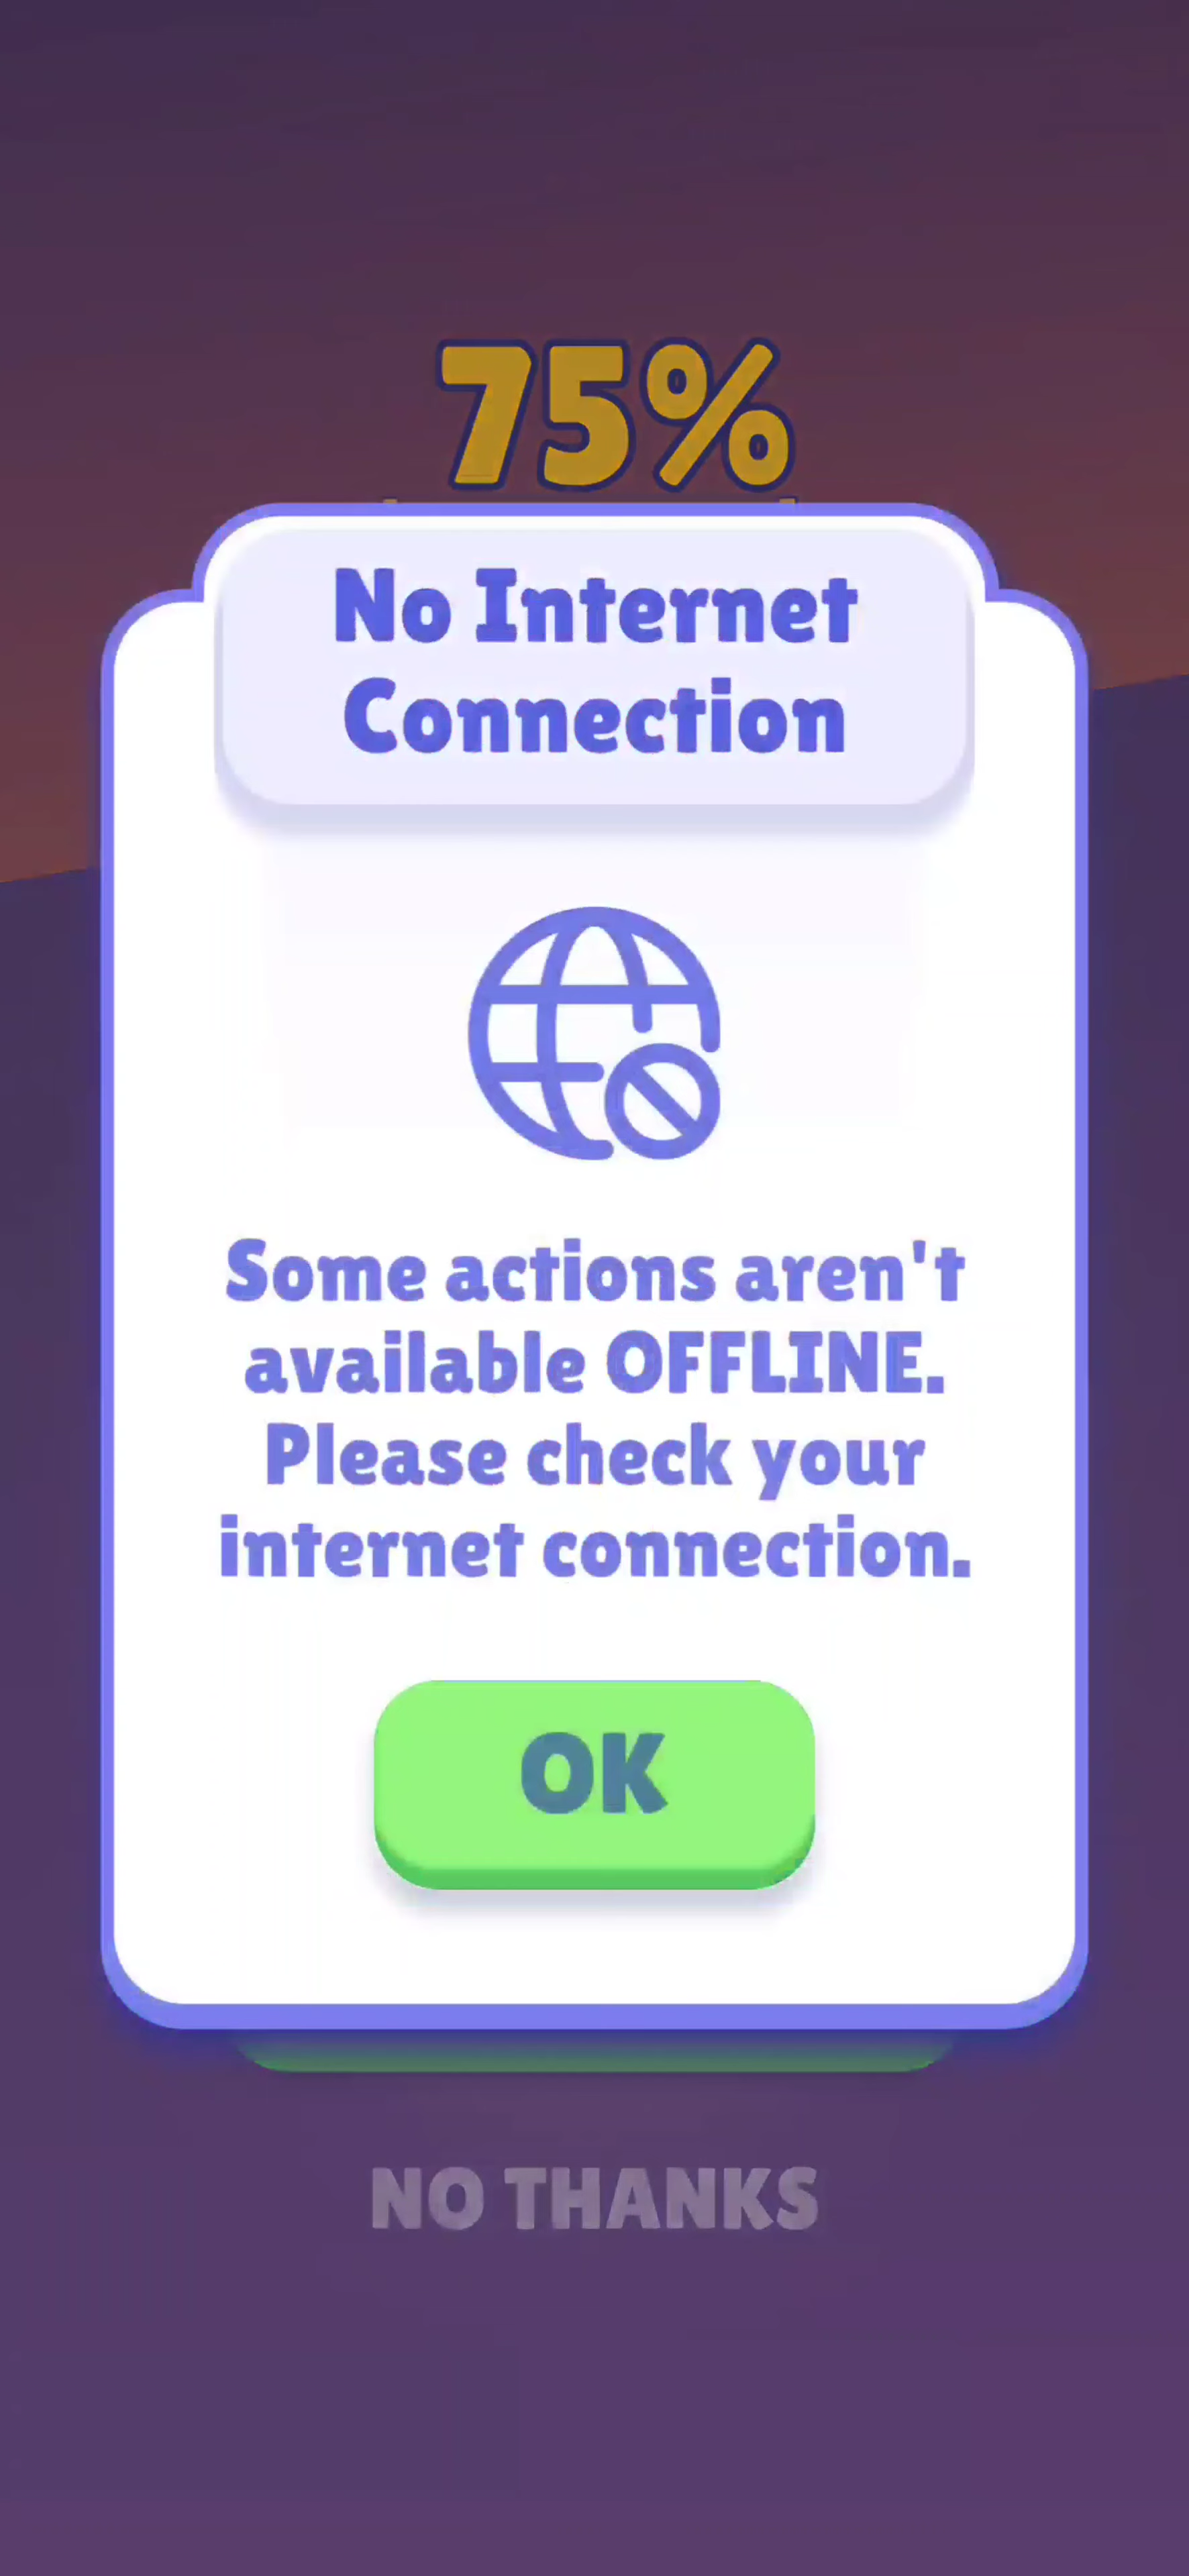 75%
No Internet
Connection
Some actions aren't
available OFFLINE.
Please check your
internet connection.
OK
NO THANKS